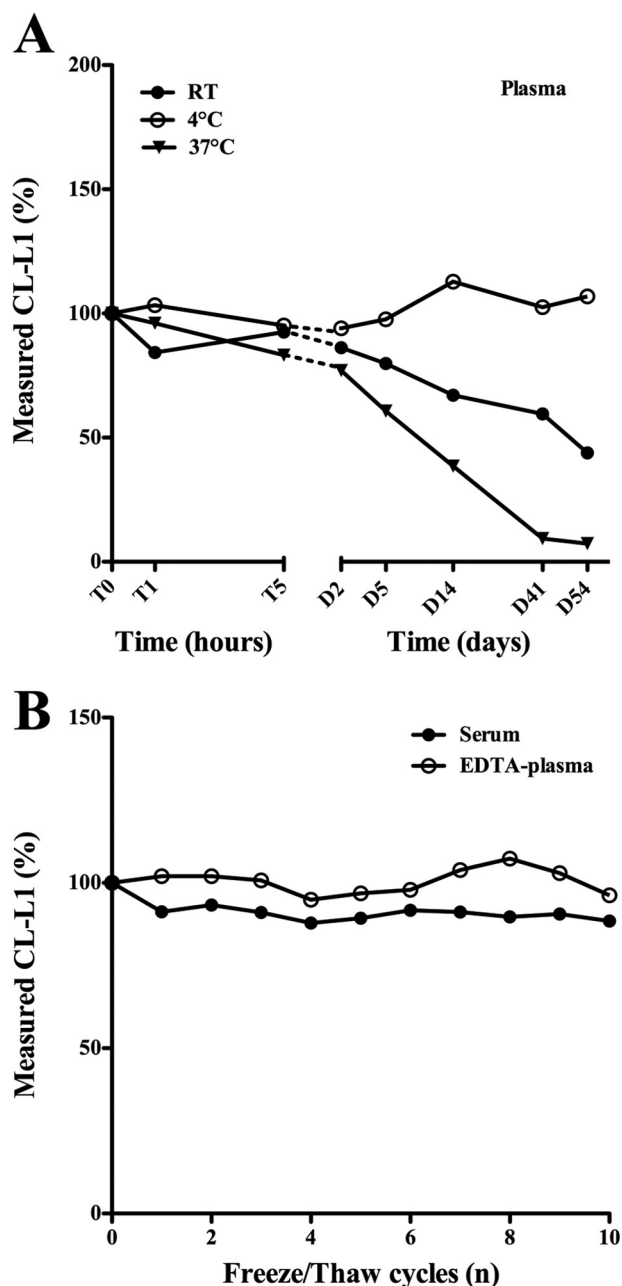 A
200
150
100
50
0
Measured CL-L1 (%)
RT
4°C
37°C
Plasma
T0 T1 T5 D2 D5 D14 D41 D54
Time (hours) Time (days)
B
150
100
50
0
Measured CL-L1 (%)
Serum
EDTA-plasma
0 2 4 6 8 10
Freeze/Thaw cycles (n)